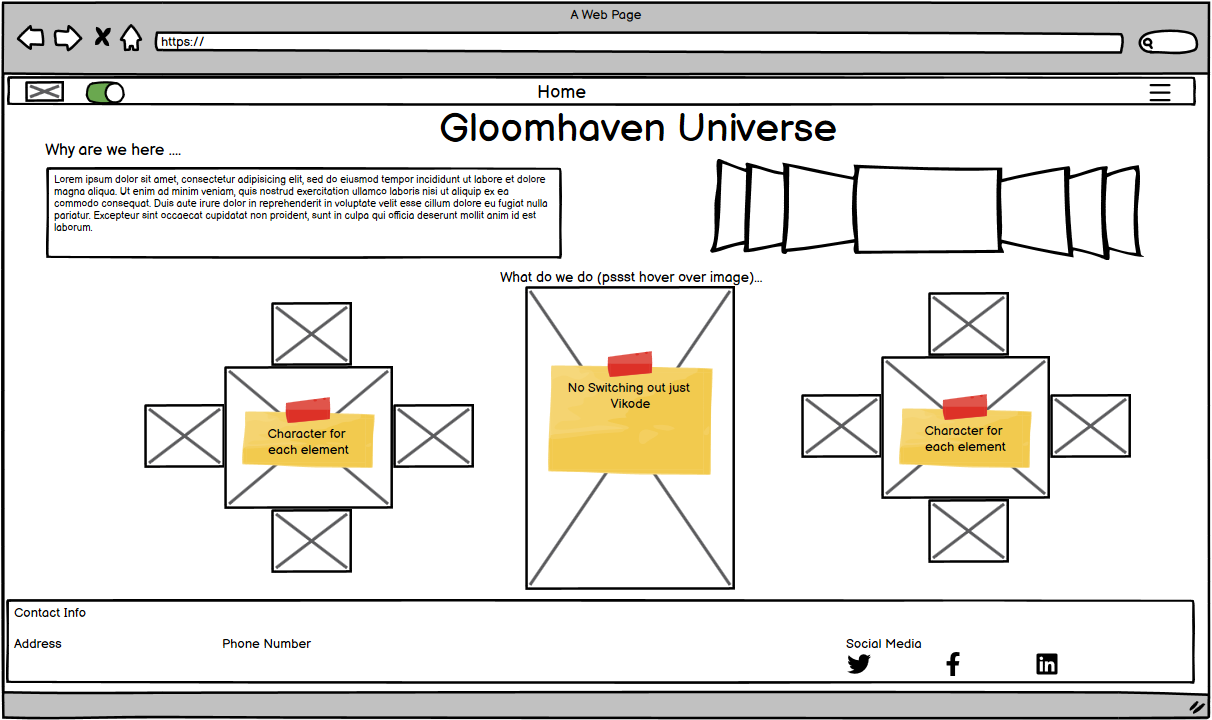 A Web Page
https://
Home
Gloomhaven Universe
Why are we here ....
Lorem ipsum dolor sit amet, consectetur adipisicing elit, sed do eiusmod tempor incididunt ut labore et dolore
magna aliqua. Ut enim ad minim veniam, quis nostrud exercitation ullamco laboris nisi ut aliquip ex ea
commodo consequat. Duis aute irure dolor in reprehenderit in voluptate velit esse cillum dolore eu fugiat nulla
pariatur. Excepteur sint occaecat cupidatat non proident, sunt in culpa qui officia deserunt mollit anim id est
laborum.
What do we do (pssst hover over image)...
Character for
each element
No Switching out just
Vikode
Character for
each element
Contact Info
Address
Phone Number
Social Media